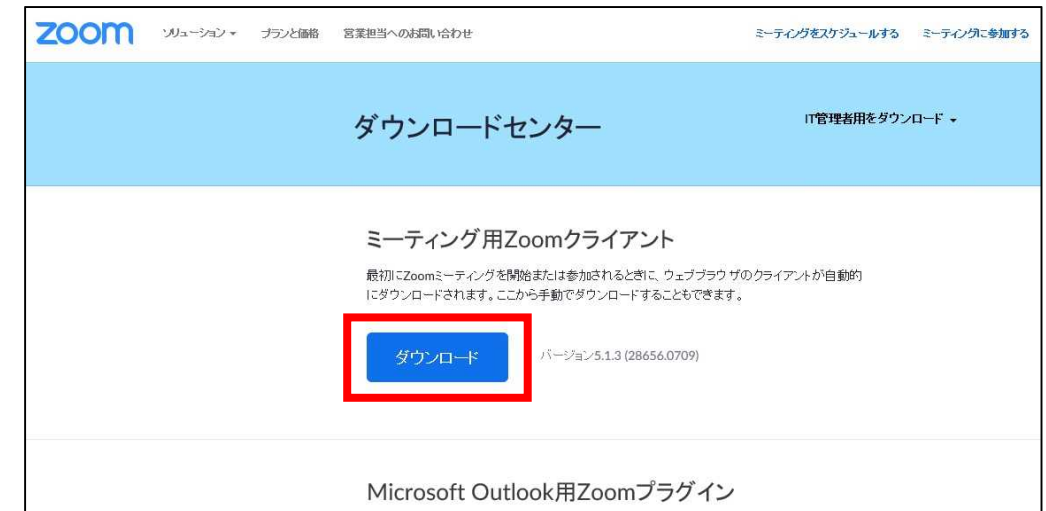 zoom ソリューション プランと価格 営業担当へのお問い合わせ ミーティングをスケジュールする ミーティングに参加する
ダウンロードセンター IT管理者用をダウンロード
ミーティング用Zoomクライアント
最初にZoomミーティングを開始または参加されるときに、ウェブブラウザのクライアントが自動的
にダウンロードされます。ここから手動でダウンロードすることもできます。
ダウンロード バージョン5.1.3 (28656.0709)
Microsoft Outlook用Zoomプラグイン